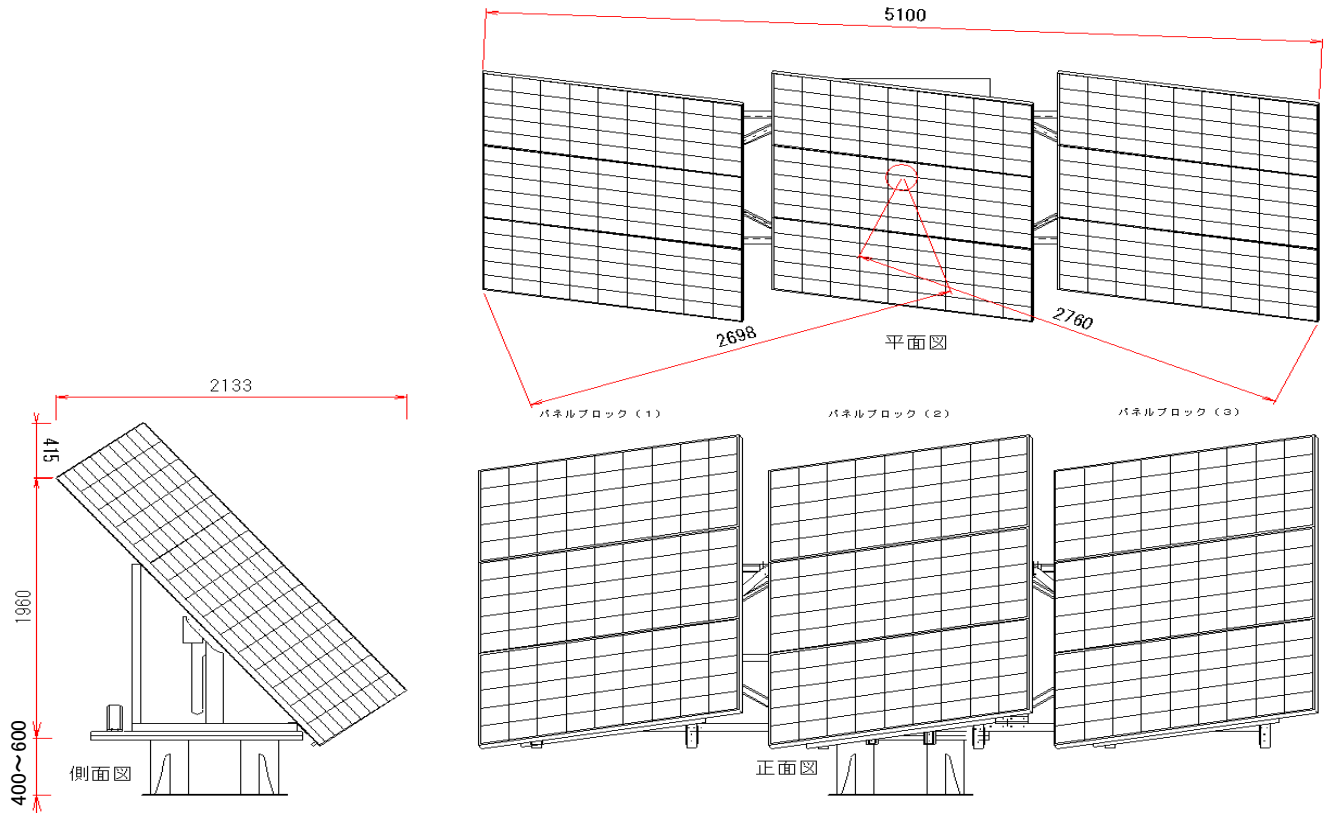 5100
2698
2760
平面図
2133
パネルブロック（1）
パネルブロック（2）
パネルブロック（3）
415
1960
400～600
側面図
正面図